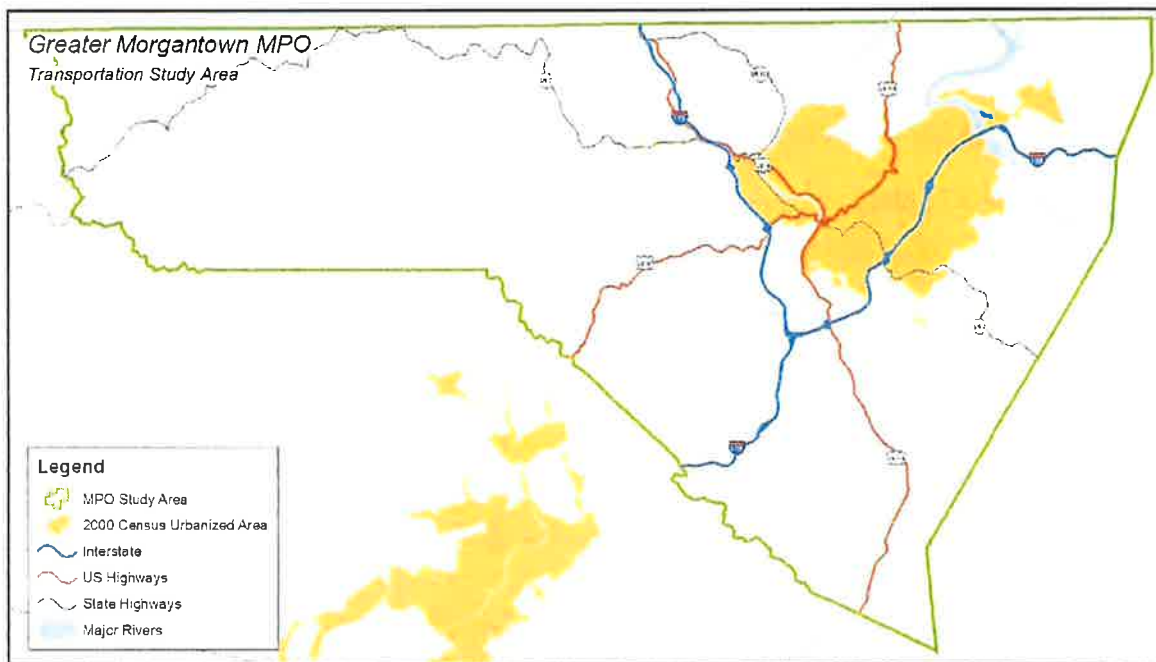 Greater Morgantown MPO
Transportation Study Area
Legend
MPO Study Area
2000 Census Urbanized Area
Interstate
US Highways
State Highways
Major Rivers